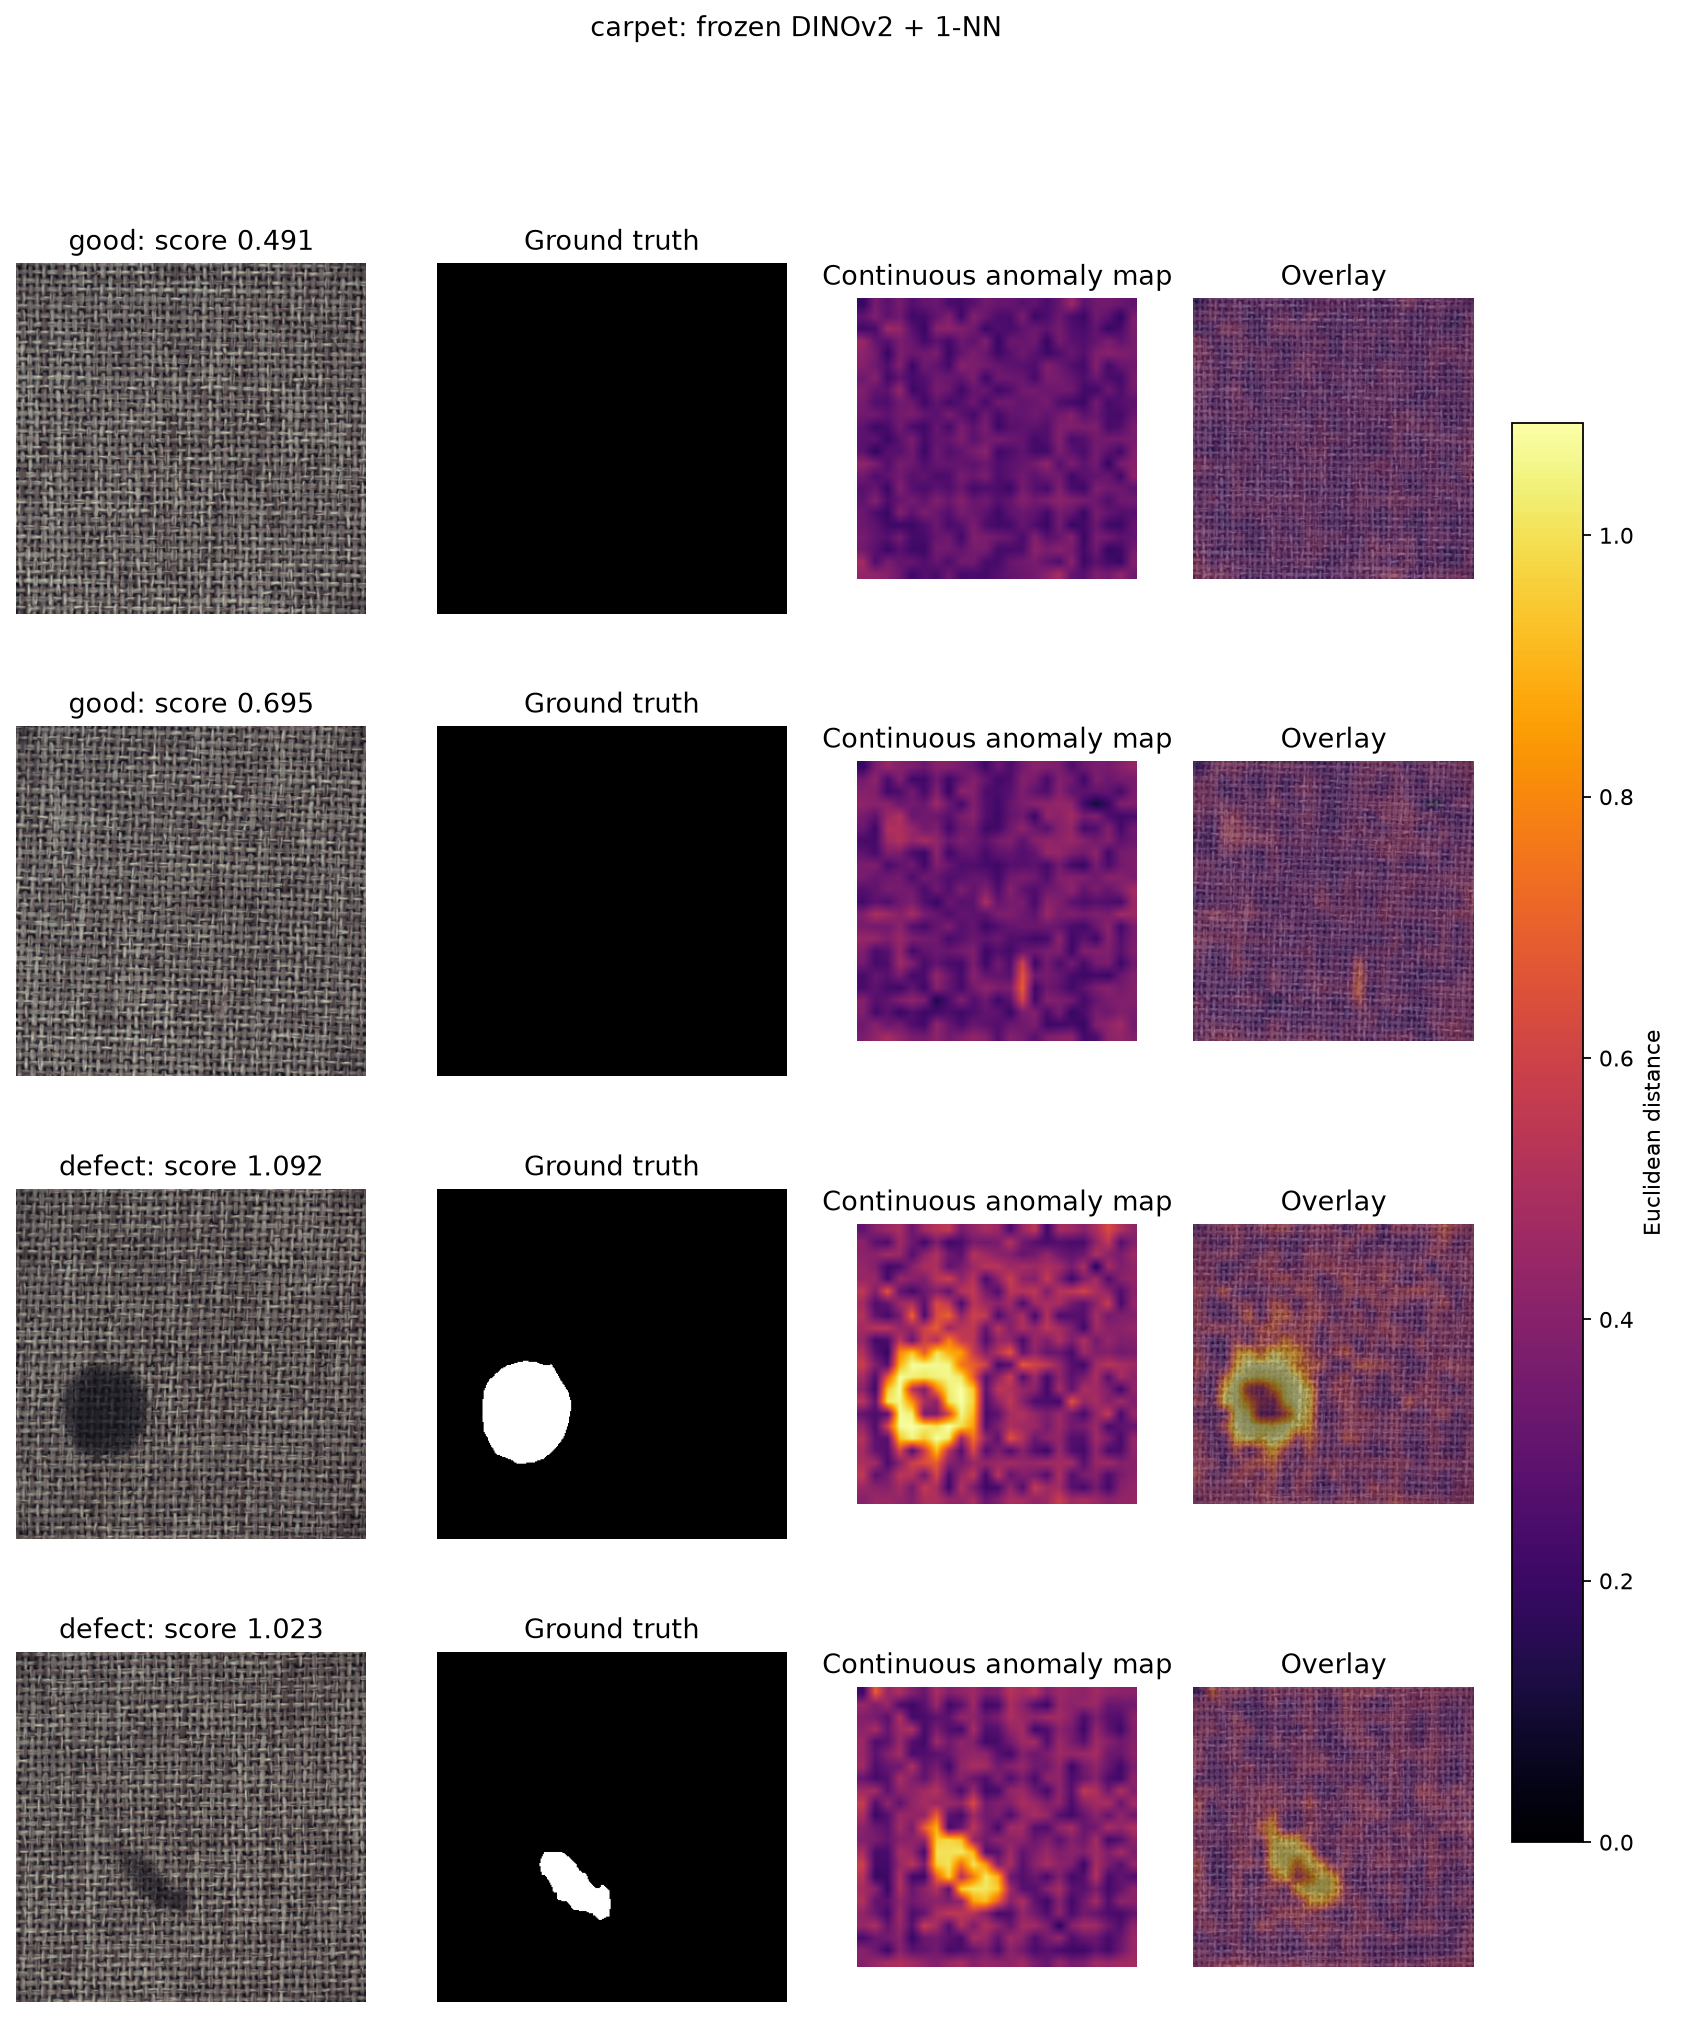 carpet: frozen DINOv2 + 1-NN
good: score 0.491
Ground truth
Continuous anomaly map
Overlay
good: score 0.695
Ground truth
Continuous anomaly map
Overlay
defect: score 1.092
Ground truth
Continuous anomaly map
Overlay
defect: score 1.023
Ground truth
Continuous anomaly map
Overlay
1.0
0.8
0.6
0.4
0.2
0.0
Euclidean distance